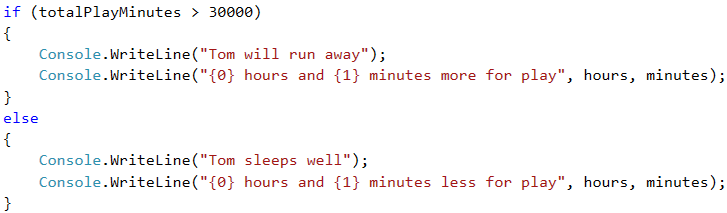 if (totalPlayMinutes > 30000)
{
    Console.WriteLine("Tom will run away");
    Console.WriteLine("{0} hours and {1} minutes more for play", hours, minutes);
}
else
{
    Console.WriteLine("Tom sleeps well");
    Console.WriteLine("{0} hours and {1} minutes less for play", hours, minutes);
}